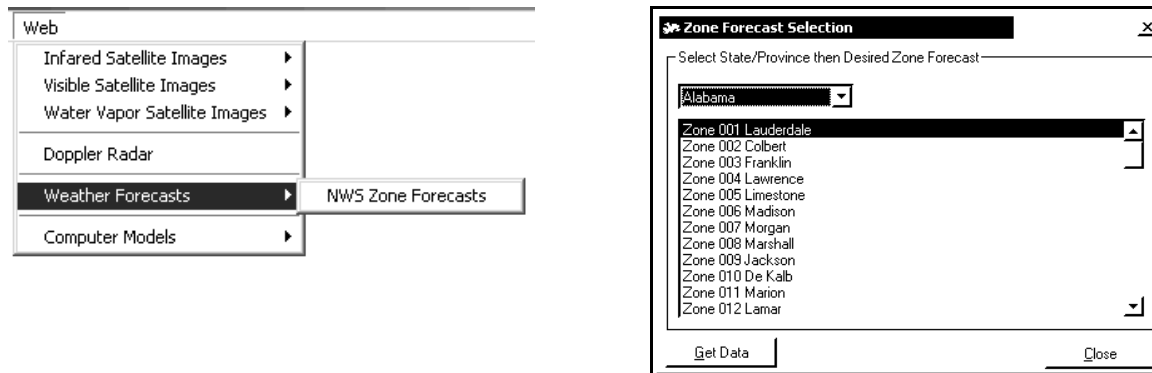 Web
Infared Satellite Images
Visible Satellite Images
Water Vapor Satellite Images
Doppler Radar
Weather Forecasts
NWS Zone Forecasts
Computer Models
Zone Forecast Selection
Select State/Province then Desired Zone Forecast
Alabama
Zone 001 Lauderdale
Zone 002 Colbert
Zone 003 Franklin
Zone 004 Lawrence
Zone 005 Limestone
Zone 006 Madison
Zone 007 Morgan
Zone 008 Marshall
Zone 009 Jackson
Zone 010 De Kalb
Zone 011 Marion
Zone 012 Lamar
Get Data
Close